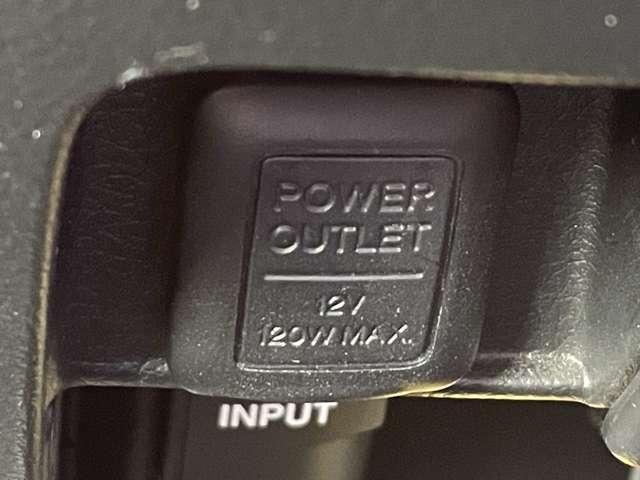 POWER
OUTLET
12V
120W MAX.
INPUT